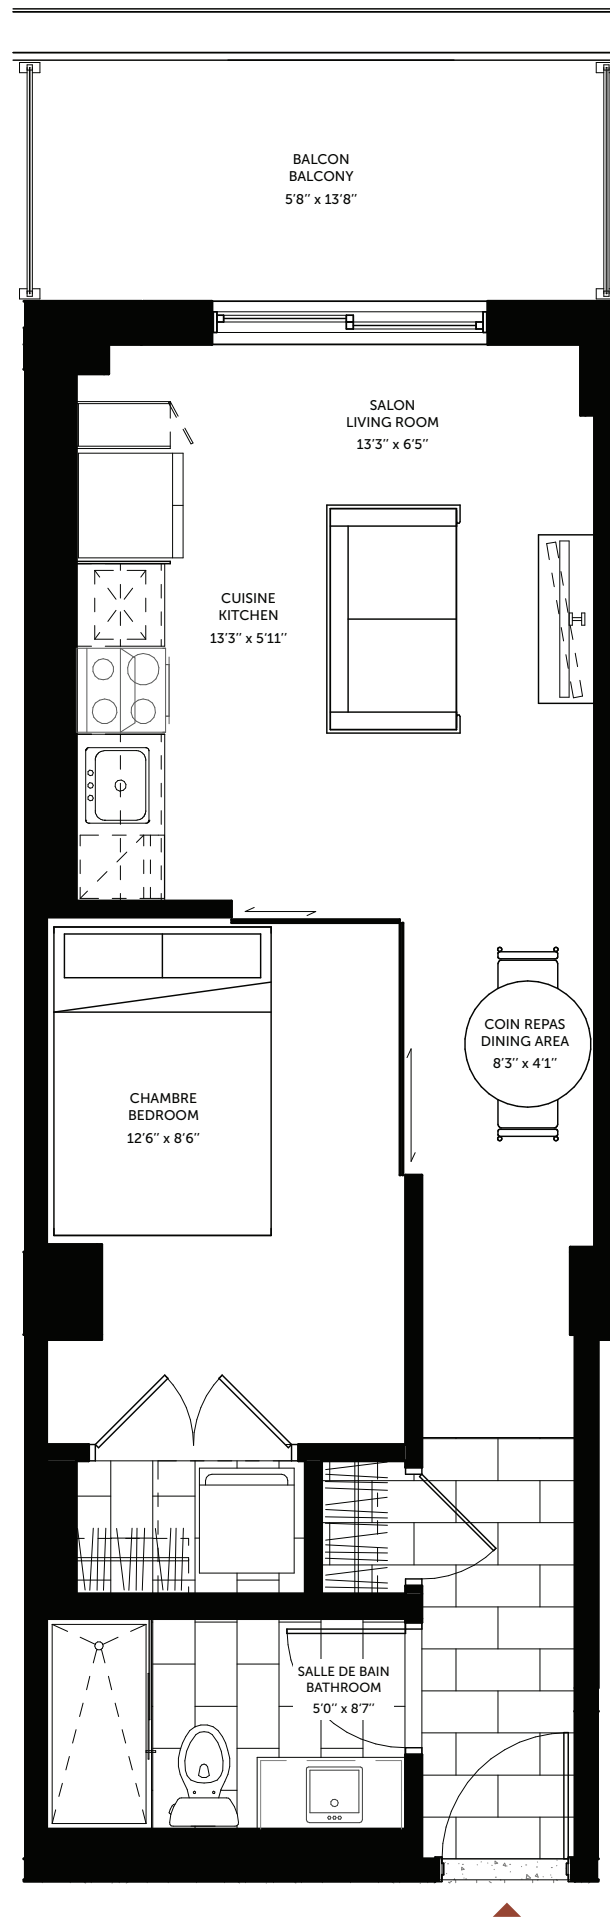 BALCON
BALCONY
5'8'' x 13'8''
SALON
LIVING ROOM
13'3'' x 6'5''
CUISINE
KITCHEN
13'3'' x 5'11''
COIN REPAS
DINING AREA
8'3'' x 4'1''
CHAMBRE
BEDROOM
12'6'' x 8'6''
SALLE DE BAIN
BATHROOM
5'0'' x 8'7''